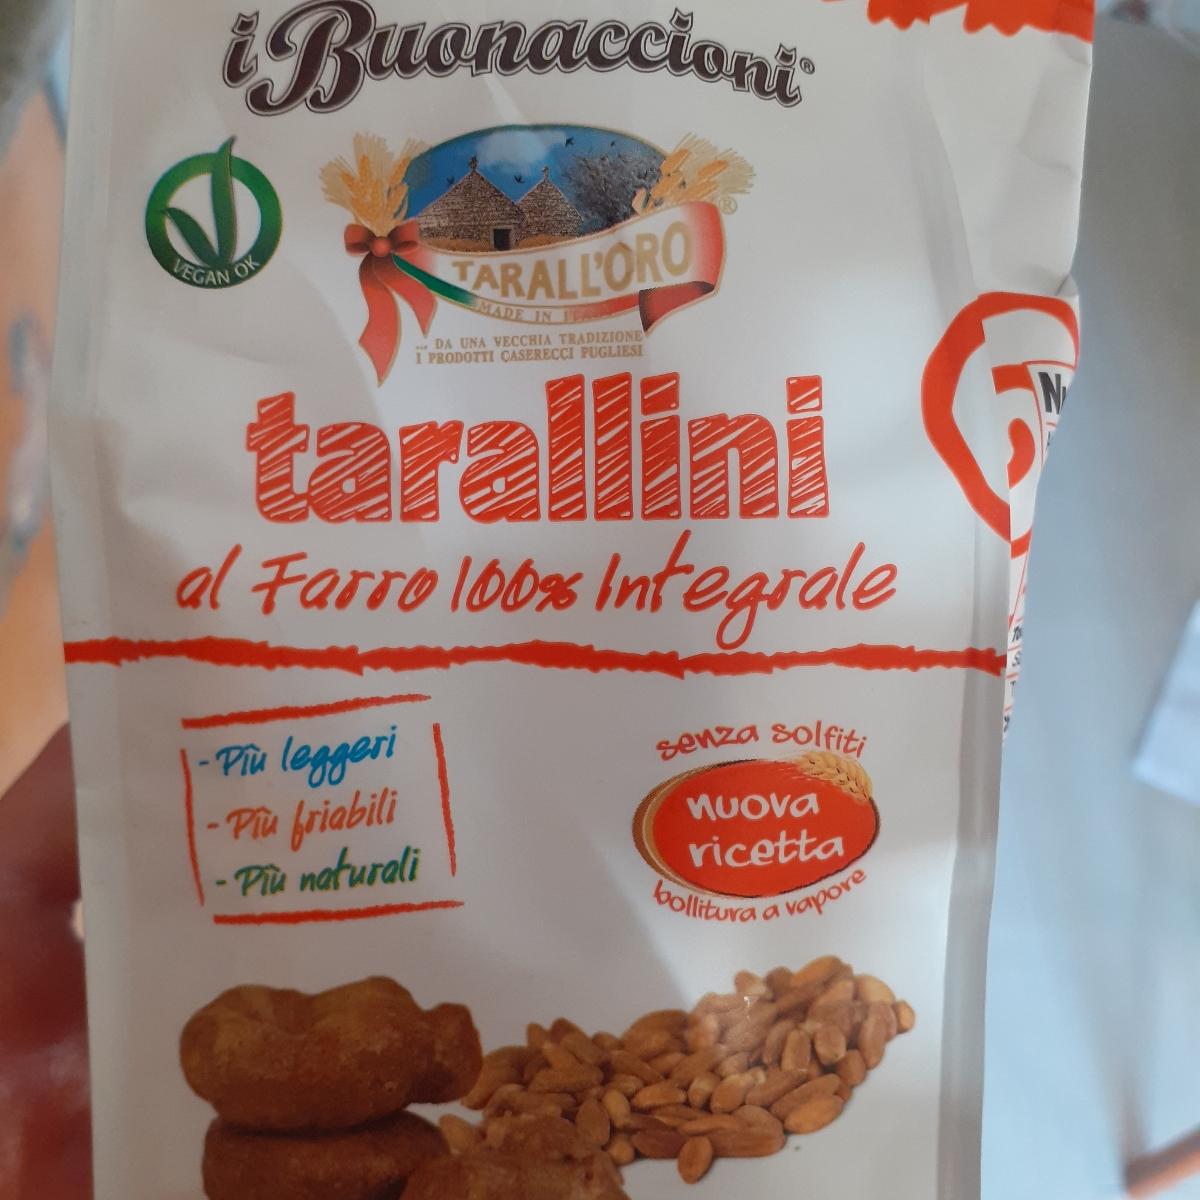 i Buonaccioni®
VEGAN OK
TARALL'ORO®
MADE IN ITALY
... DA UNA VECCHIA TRADIZIONE
I PRODOTTI CASERECCI PUGLIESI
tarallini
al Farro 100% Integrale
- Più leggeri
- Più friabili
- Più naturali
senza solfiti
nuova
ricetta
bollitura a vapore